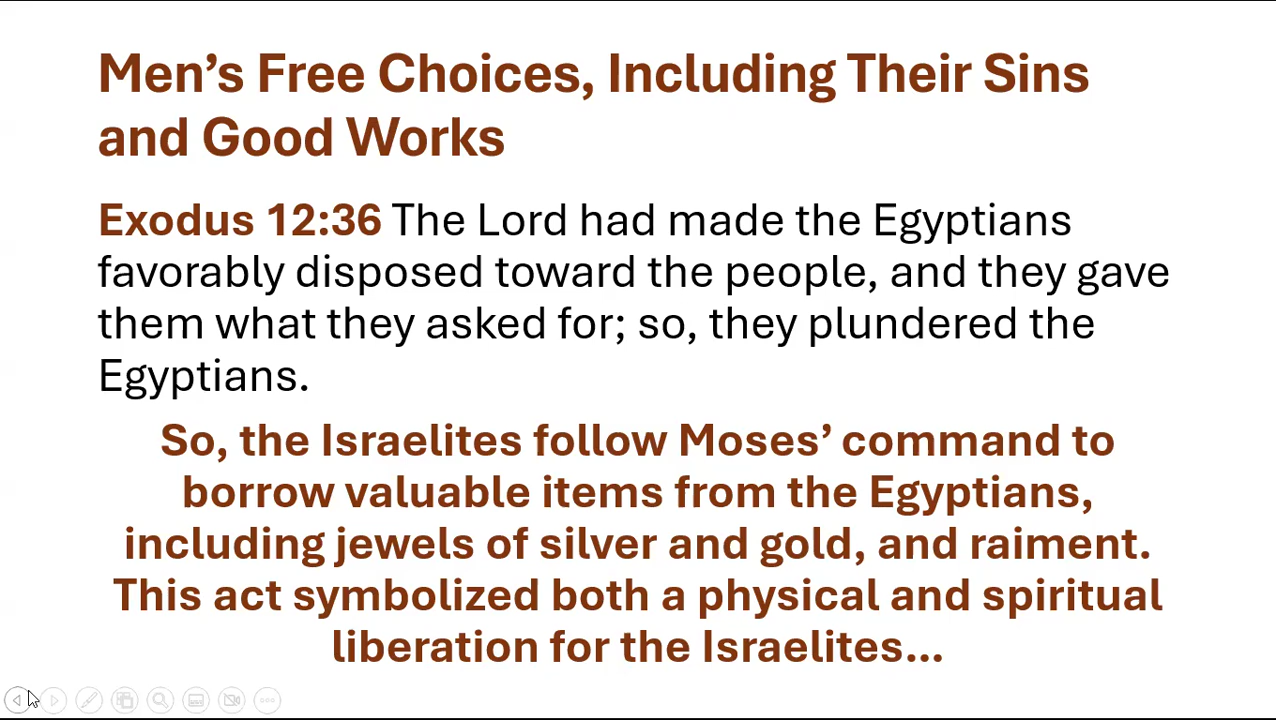 Men’s Free Choices, Including Their Sins
and Good Works
Exodus 12:36 The Lord had made the Egyptians
favorably disposed toward the people, and they gave
them what they asked for; so, they plundered the
Egyptians.
So, the Israelites follow Moses’ command to
borrow valuable items from the Egyptians,
including jewels of silver and gold, and raiment.
This act symbolized both a physical and spiritual
liberation for the Israelites…